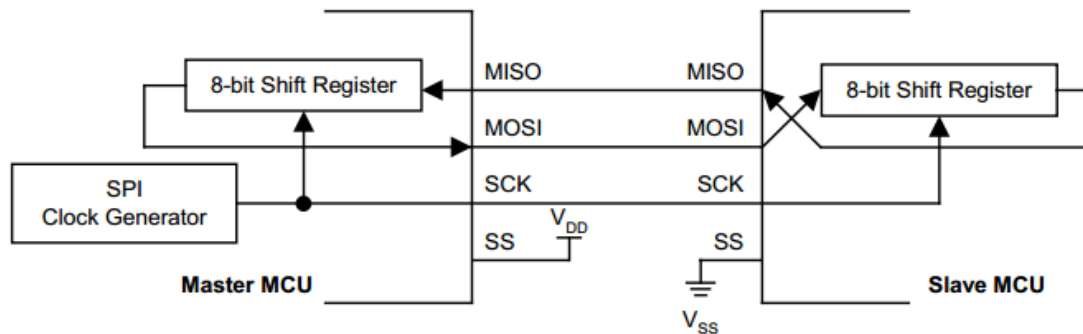 MISO MISO
8-bit Shift Register 8-bit Shift Register
MOSI MOSI
SPI
Clock Generator
SCK SCK
VDD
SS SS
Master MCU Slave MCU
VSS